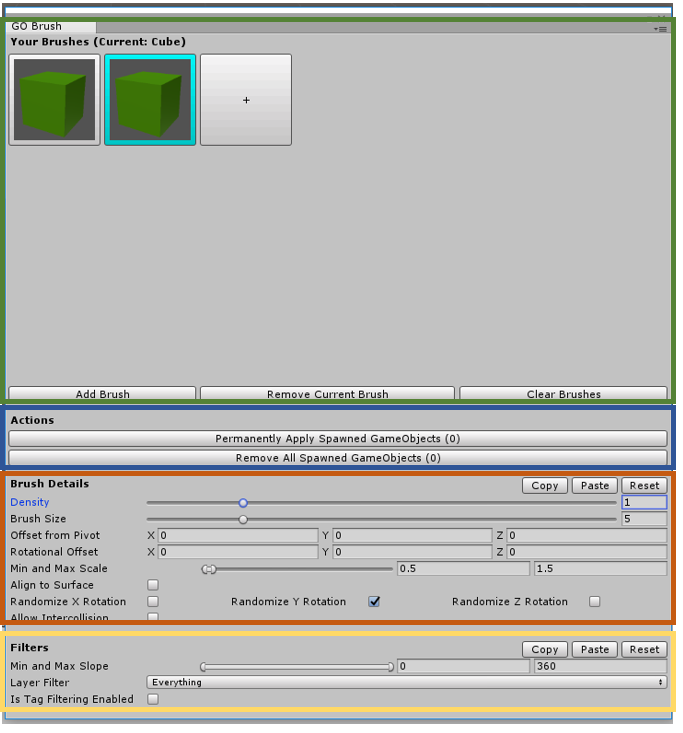 GO Brush
Your Brushes (Current: Cube)
+
Add Brush Remove Current Brush Clear Brushes
Actions
Permanently Apply Spawned GameObjects (0)
Remove All Spawned GameObjects (0)
Brush Details Copy Paste Reset
Density 1
Brush Size 5
Offset from Pivot X 0 Y 0 Z 0
Rotational Offset X 0 Y 0 Z 0
Min and Max Scale 0.5 1.5
Align to Surface
Randomize X Rotation Randomize Y Rotation Randomize Z Rotation
Allow Intercollision
Filters Copy Paste Reset
Min and Max Slope 0 360
Layer Filter Everything
Is Tag Filtering Enabled